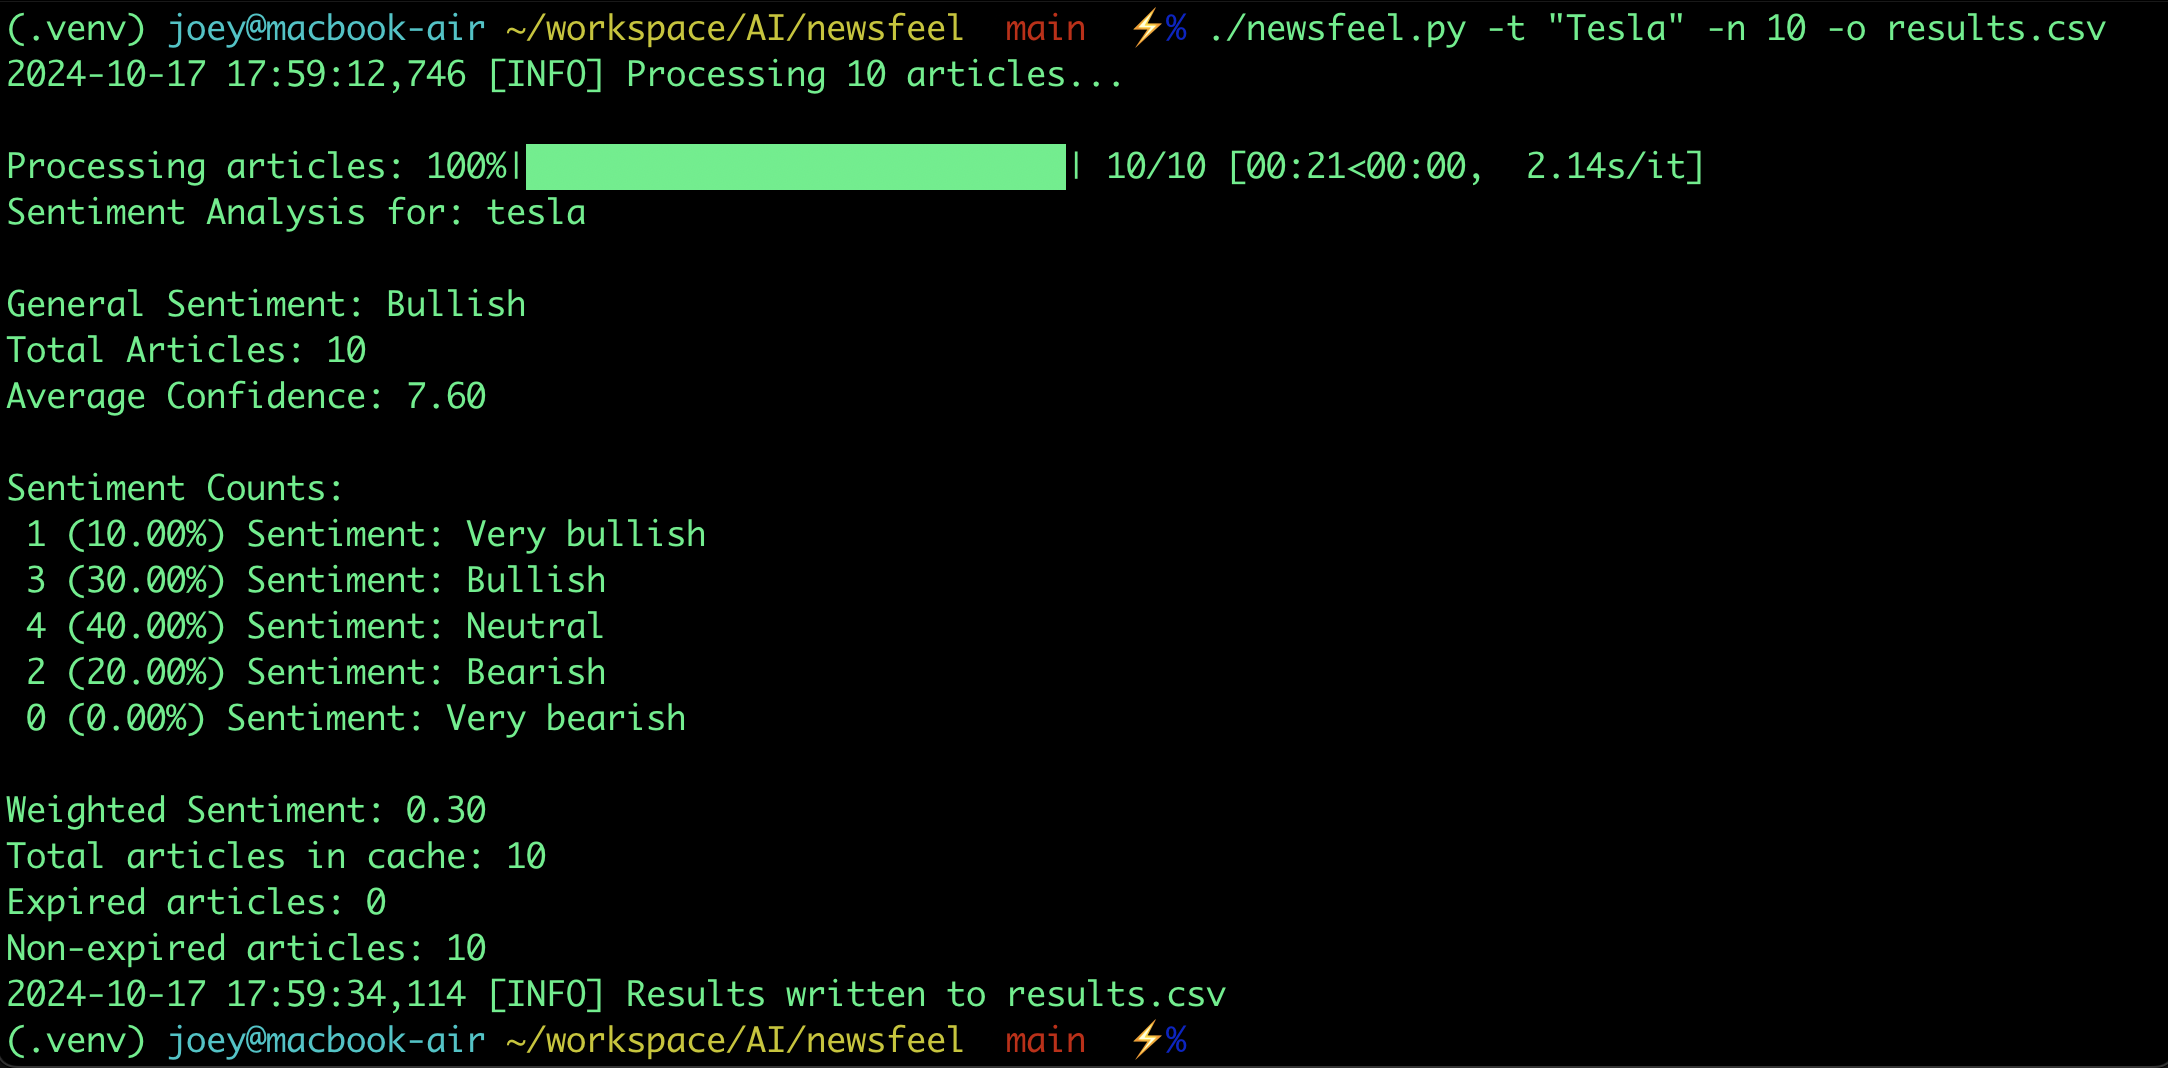 (.venv) joey@macbook-air ~/workspace/AI/newsfeel  main  ⚡% ./newsfeel.py -t "Tesla" -n 10 -o results.csv
2024-10-17 17:59:12,746 [INFO] Processing 10 articles...
Processing articles: 100%|██████████| 10/10 [00:21<00:00,  2.14s/it]
Sentiment Analysis for: tesla
General Sentiment: Bullish
Total Articles: 10
Average Confidence: 7.60
Sentiment Counts:
1 (10.00%) Sentiment: Very bullish
3 (30.00%) Sentiment: Bullish
4 (40.00%) Sentiment: Neutral
2 (20.00%) Sentiment: Bearish
0 (0.00%) Sentiment: Very bearish
Weighted Sentiment: 0.30
Total articles in cache: 10
Expired articles: 0
Non-expired articles: 10
2024-10-17 17:59:34,114 [INFO] Results written to results.csv
(.venv) joey@macbook-air ~/workspace/AI/newsfeel  main  ⚡%